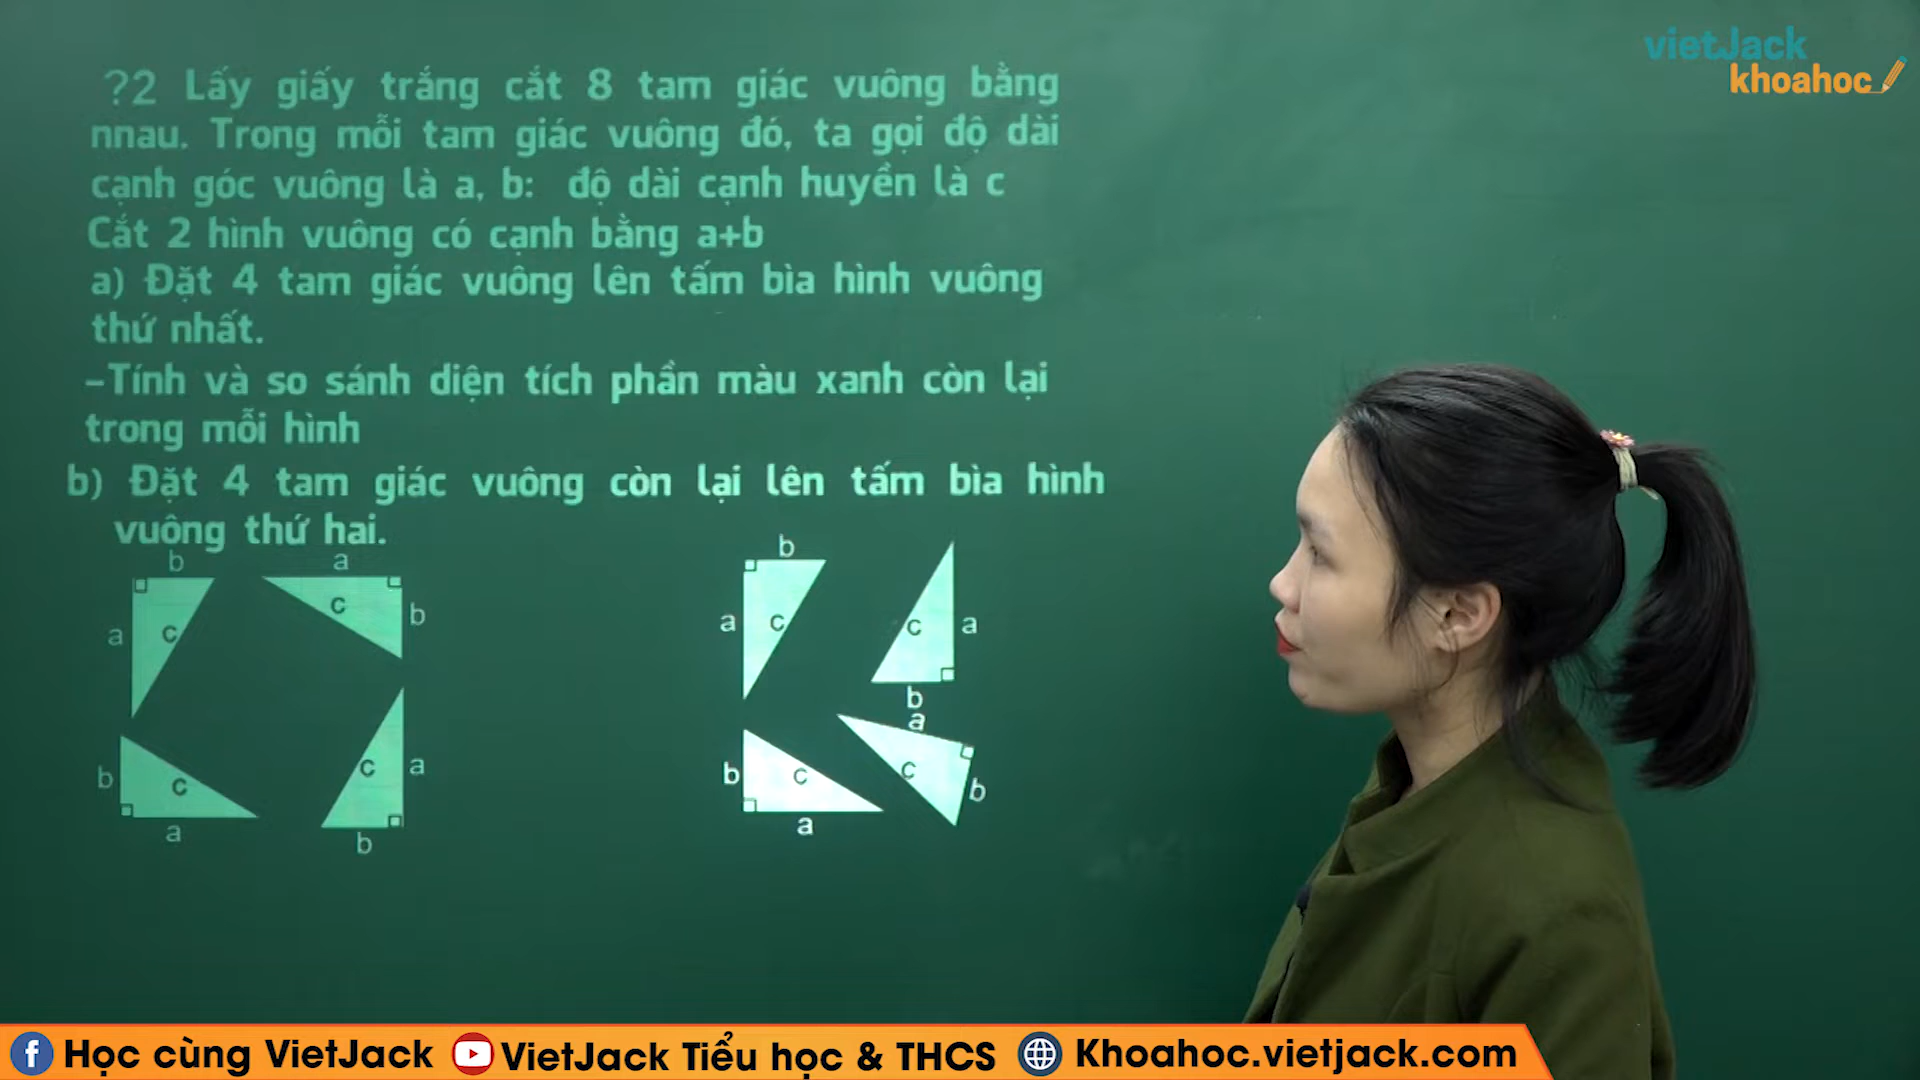 vietJack
khoahoc
?2 Lấy giấy trắng cắt 8 tam giác vuông bằng
nnau. Trong mỗi tam giác vuông đó, ta gọi độ dài
cạnh góc vuông là a, b: độ dài cạnh huyền là c
Cắt 2 hình vuông có cạnh bằng a+b
a) Đặt 4 tam giác vuông lên tấm bìa hình vuông
thứ nhất.
-Tính và so sánh diện tích phần màu xanh còn lại
trong mỗi hình
b) Đặt 4 tam giác vuông còn lại lên tấm bìa hình
vuông thứ hai.
b a
a c c b
b c c a
a b
b
a c c a
b
a
b c c b
a
Học cùng VietJack VietJack Tiểu học & THCS Khoahoc.vietjack.com